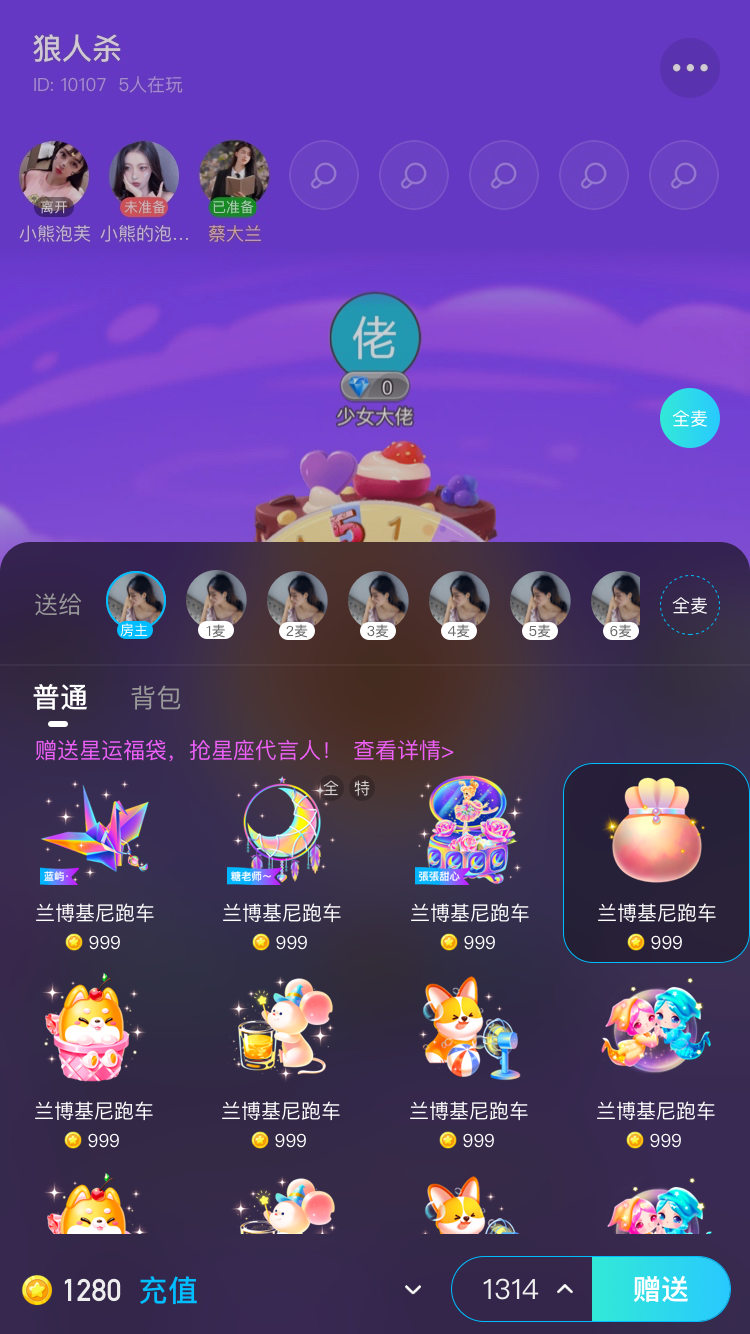 狼人杀
ID: 10107 5人在玩
离开 未准备 已准备
小熊泡芙 小熊的泡... 蔡大兰
佬
0
少女大佬
全麦
5 1
送给 房主 1麦 2麦 3麦 4麦 5麦 6麦 全麦
普通 背包
赠送星运福袋，抢星座代言人！ 查看详情>
全 特
蓝屿· 糖老师~ 張張甜心
兰博基尼跑车 兰博基尼跑车 兰博基尼跑车 兰博基尼跑车
999 999 999 999
兰博基尼跑车 兰博基尼跑车 兰博基尼跑车 兰博基尼跑车
999 999 999 999
1280 充值 1314 赠送